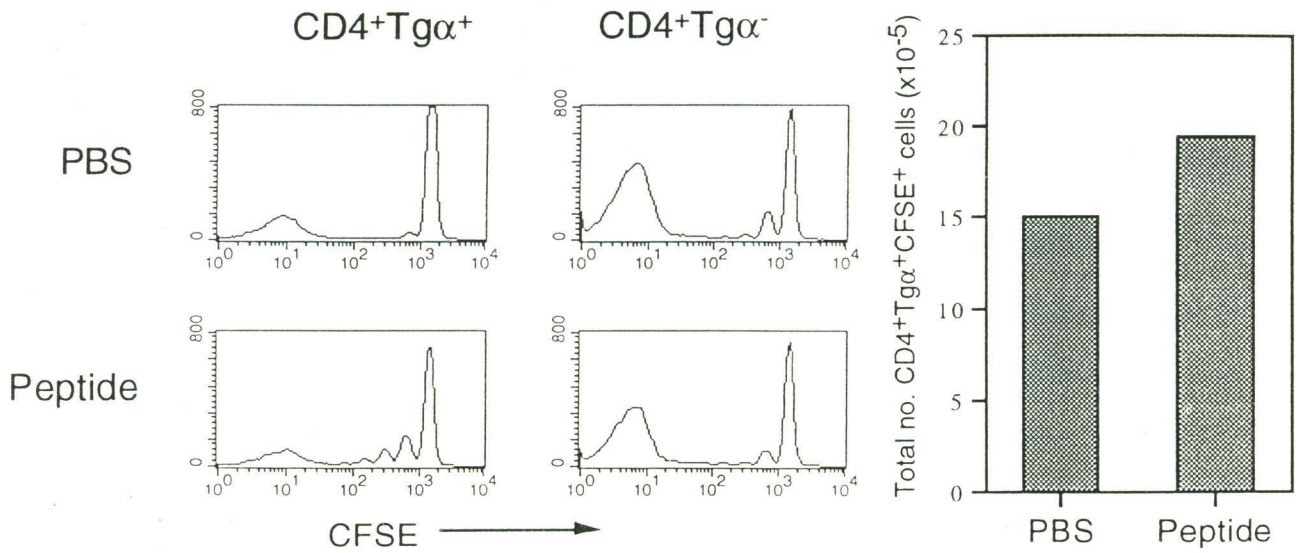 CD4⁺Tgα⁺ CD4⁺Tgα⁻
PBS
800
0
10⁰ 10¹ 10² 10³ 10⁴
800
0
10⁰ 10¹ 10² 10³ 10⁴
Peptide
800
0
10⁰ 10¹ 10² 10³ 10⁴
800
0
10⁰ 10¹ 10² 10³ 10⁴
CFSE
Total no. CD4⁺Tgα⁺CFSE⁺ cells (x10⁻⁵)
25
20
15
10
5
0
PBS Peptide